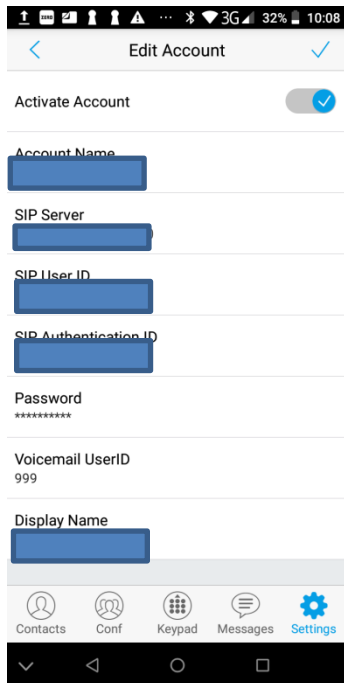 3G 32% 10:08
Edit Account
Activate Account
Account Name
SIP Server
SIP User ID
SIP Authentication ID
Password
**********
Voicemail UserID
999
Display Name
Contacts Conf Keypad Messages Settings